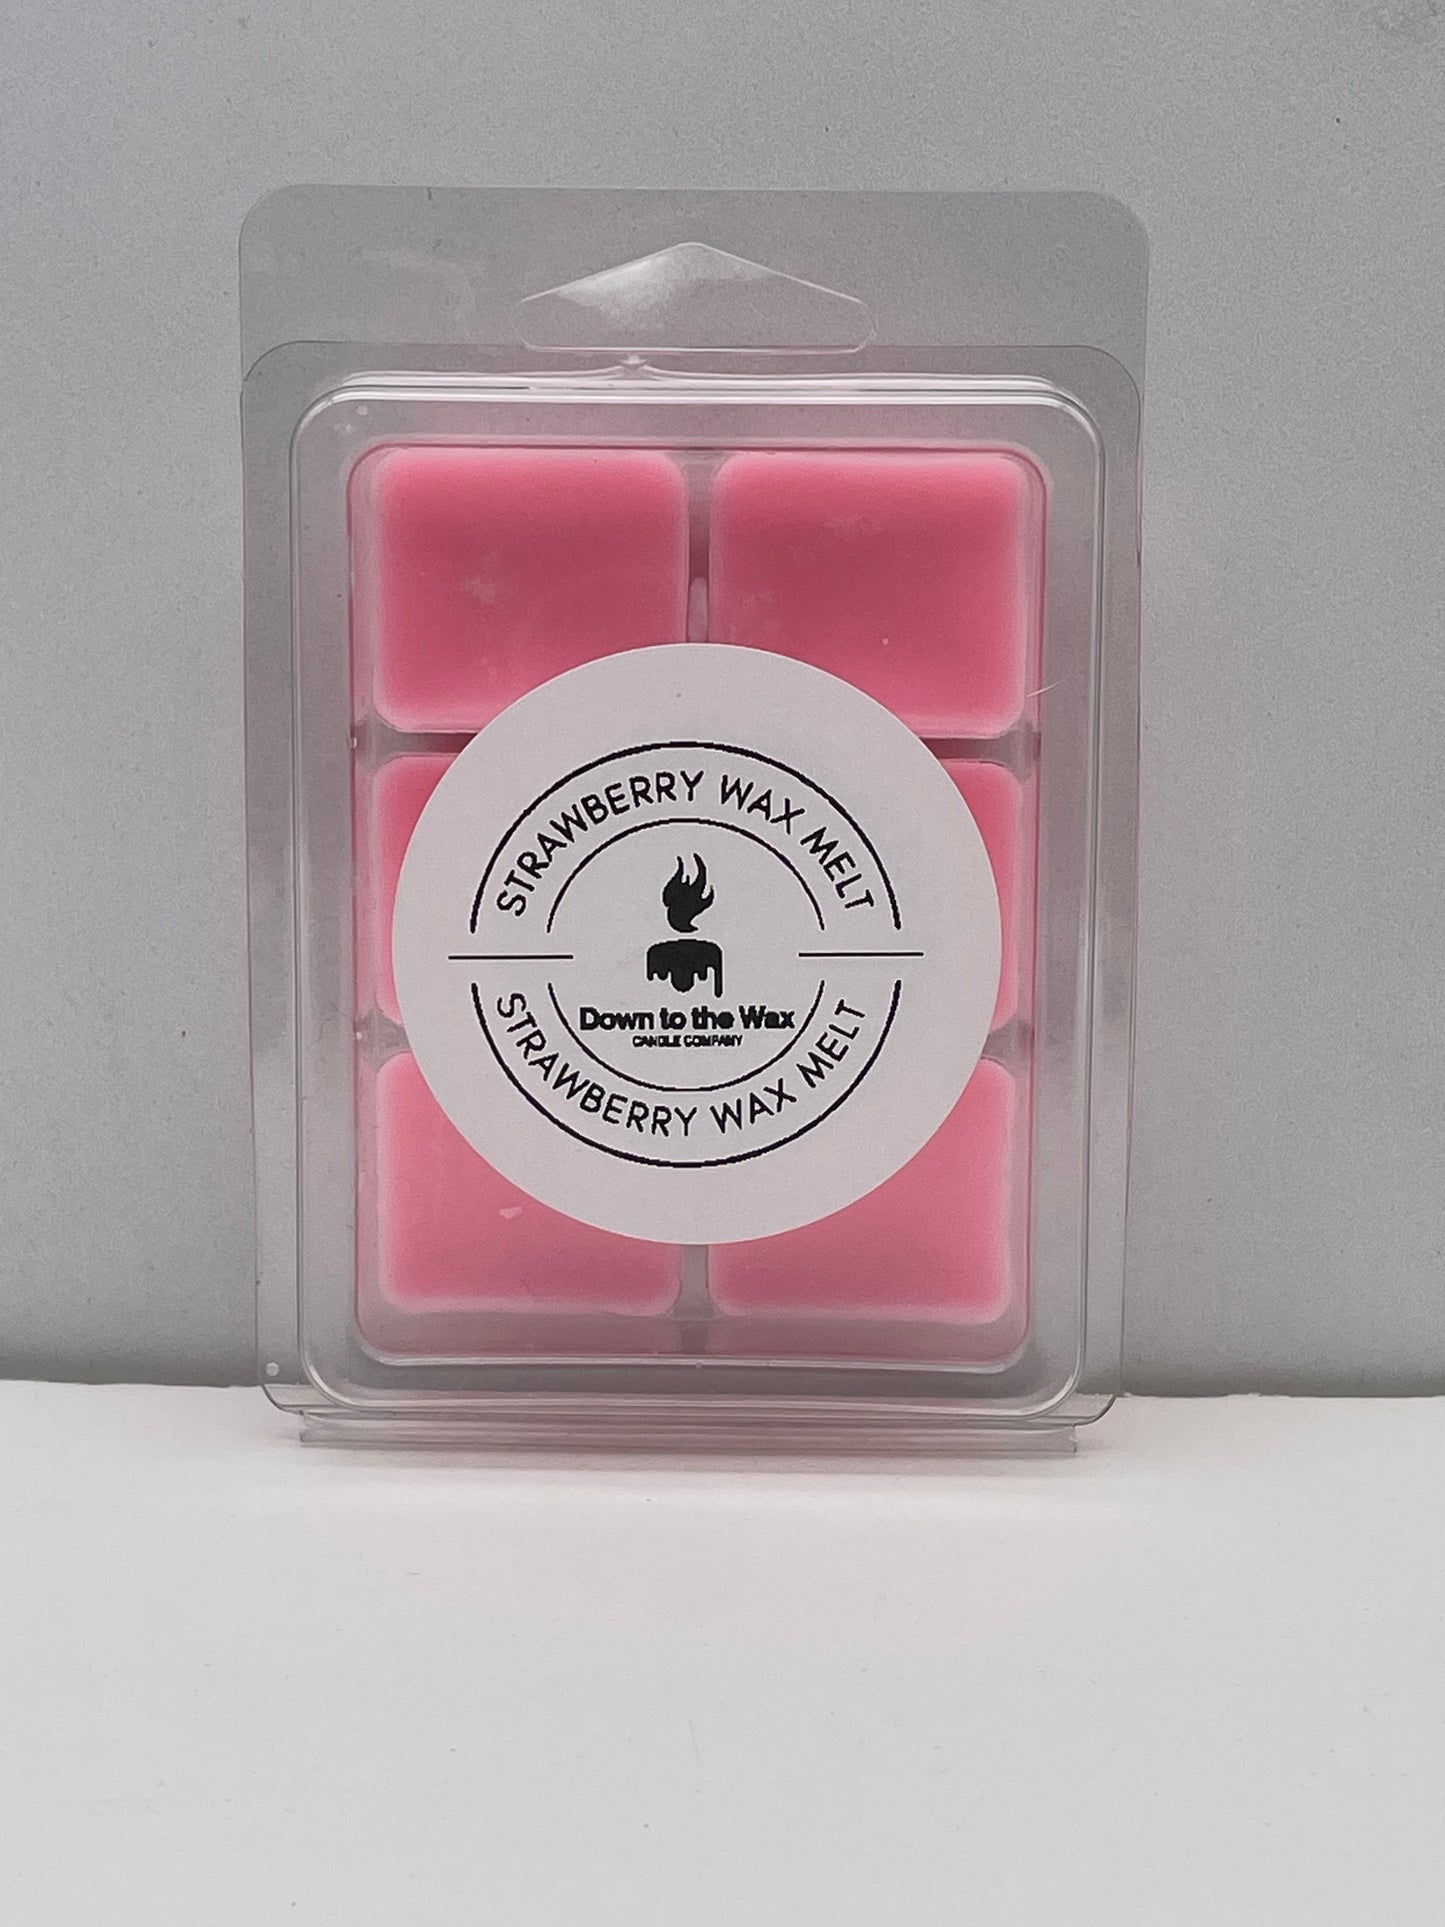 STRAWBERRY WAX MELT
Down to the Wax
CANDLE COMPANY
STRAWBERRY WAX MELT